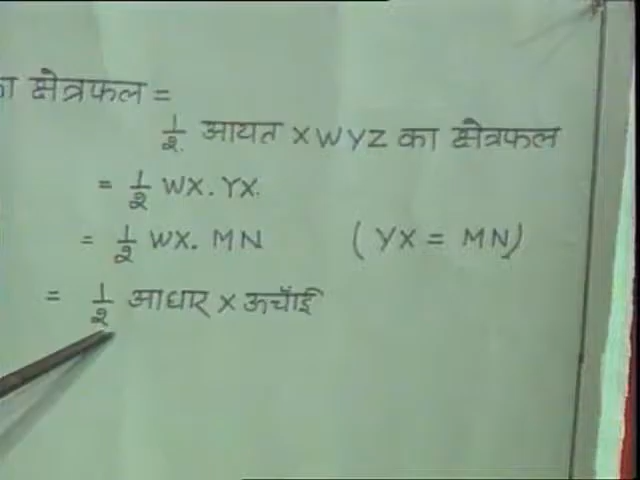 का क्षेत्रफल =
1/2 आयत XWYZ का क्षेत्रफल
= 1/2 WX. YX.
= 1/2 WX. MN (YX = MN)
= 1/2 आधार X ऊचाँई